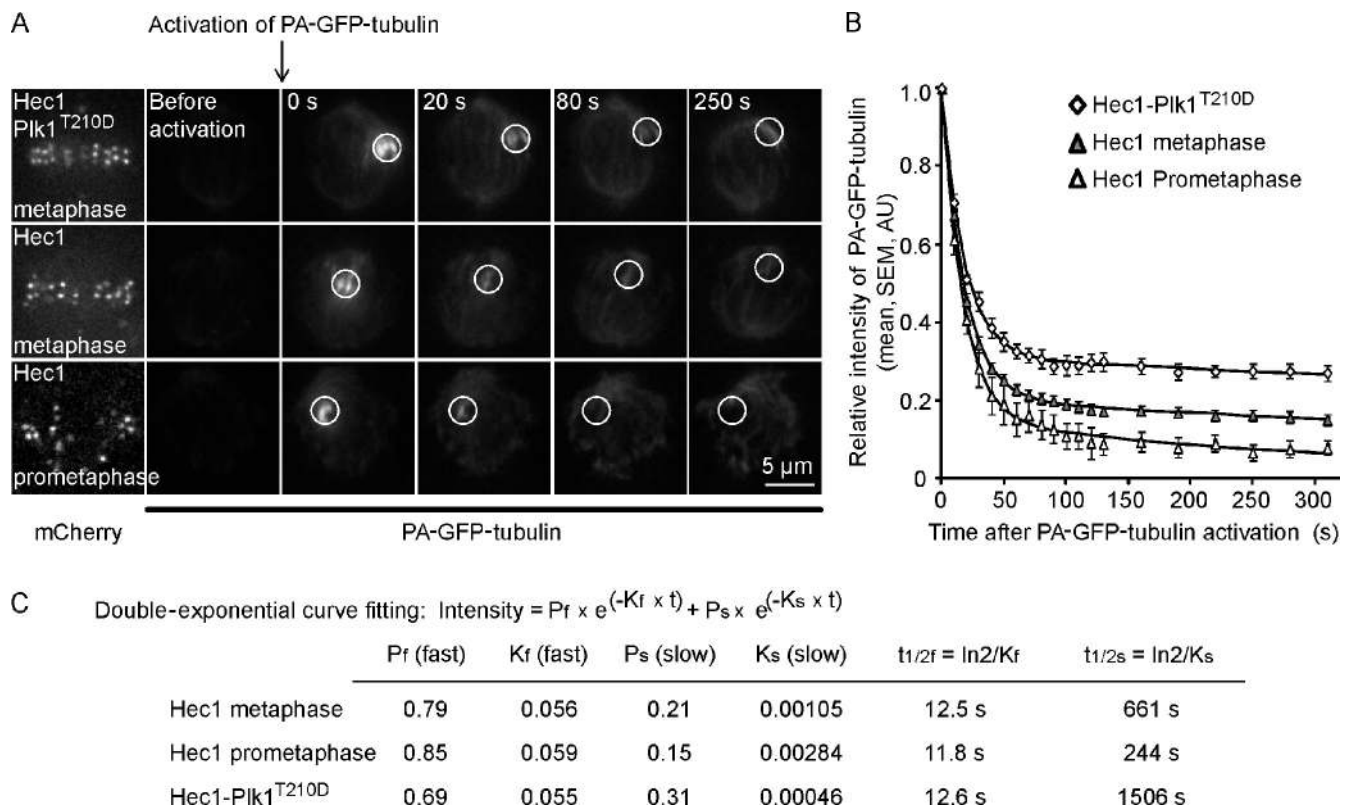 A
Activation of PA-GFP-tubulin
Hec1
Plk1T210D
metaphase
Before
activation
0 s
20 s
80 s
250 s
Hec1
metaphase
Hec1
prometaphase
5 µm
mCherry
PA-GFP-tubulin
B
Relative intensity of PA-GFP-tubulin
(mean, SEM, AU)
1.0
0.8
0.6
0.4
0.2
0
Hec1-Plk1T210D
Hec1 metaphase
Hec1 Prometaphase
0 50 100 150 200 250 300
Time after PA-GFP-tubulin activation (s)
C
Double-exponential curve fitting: Intensity = Pf x e(-Kf x t) + Ps x e(-Ks x t)
Pf (fast) Kf (fast) Ps (slow) Ks (slow) t1/2f = ln2/Kf t1/2s = ln2/Ks
Hec1 metaphase 0.79 0.056 0.21 0.00105 12.5 s 661 s
Hec1 prometaphase 0.85 0.059 0.15 0.00284 11.8 s 244 s
Hec1-Plk1T210D 0.69 0.055 0.31 0.00046 12.6 s 1506 s